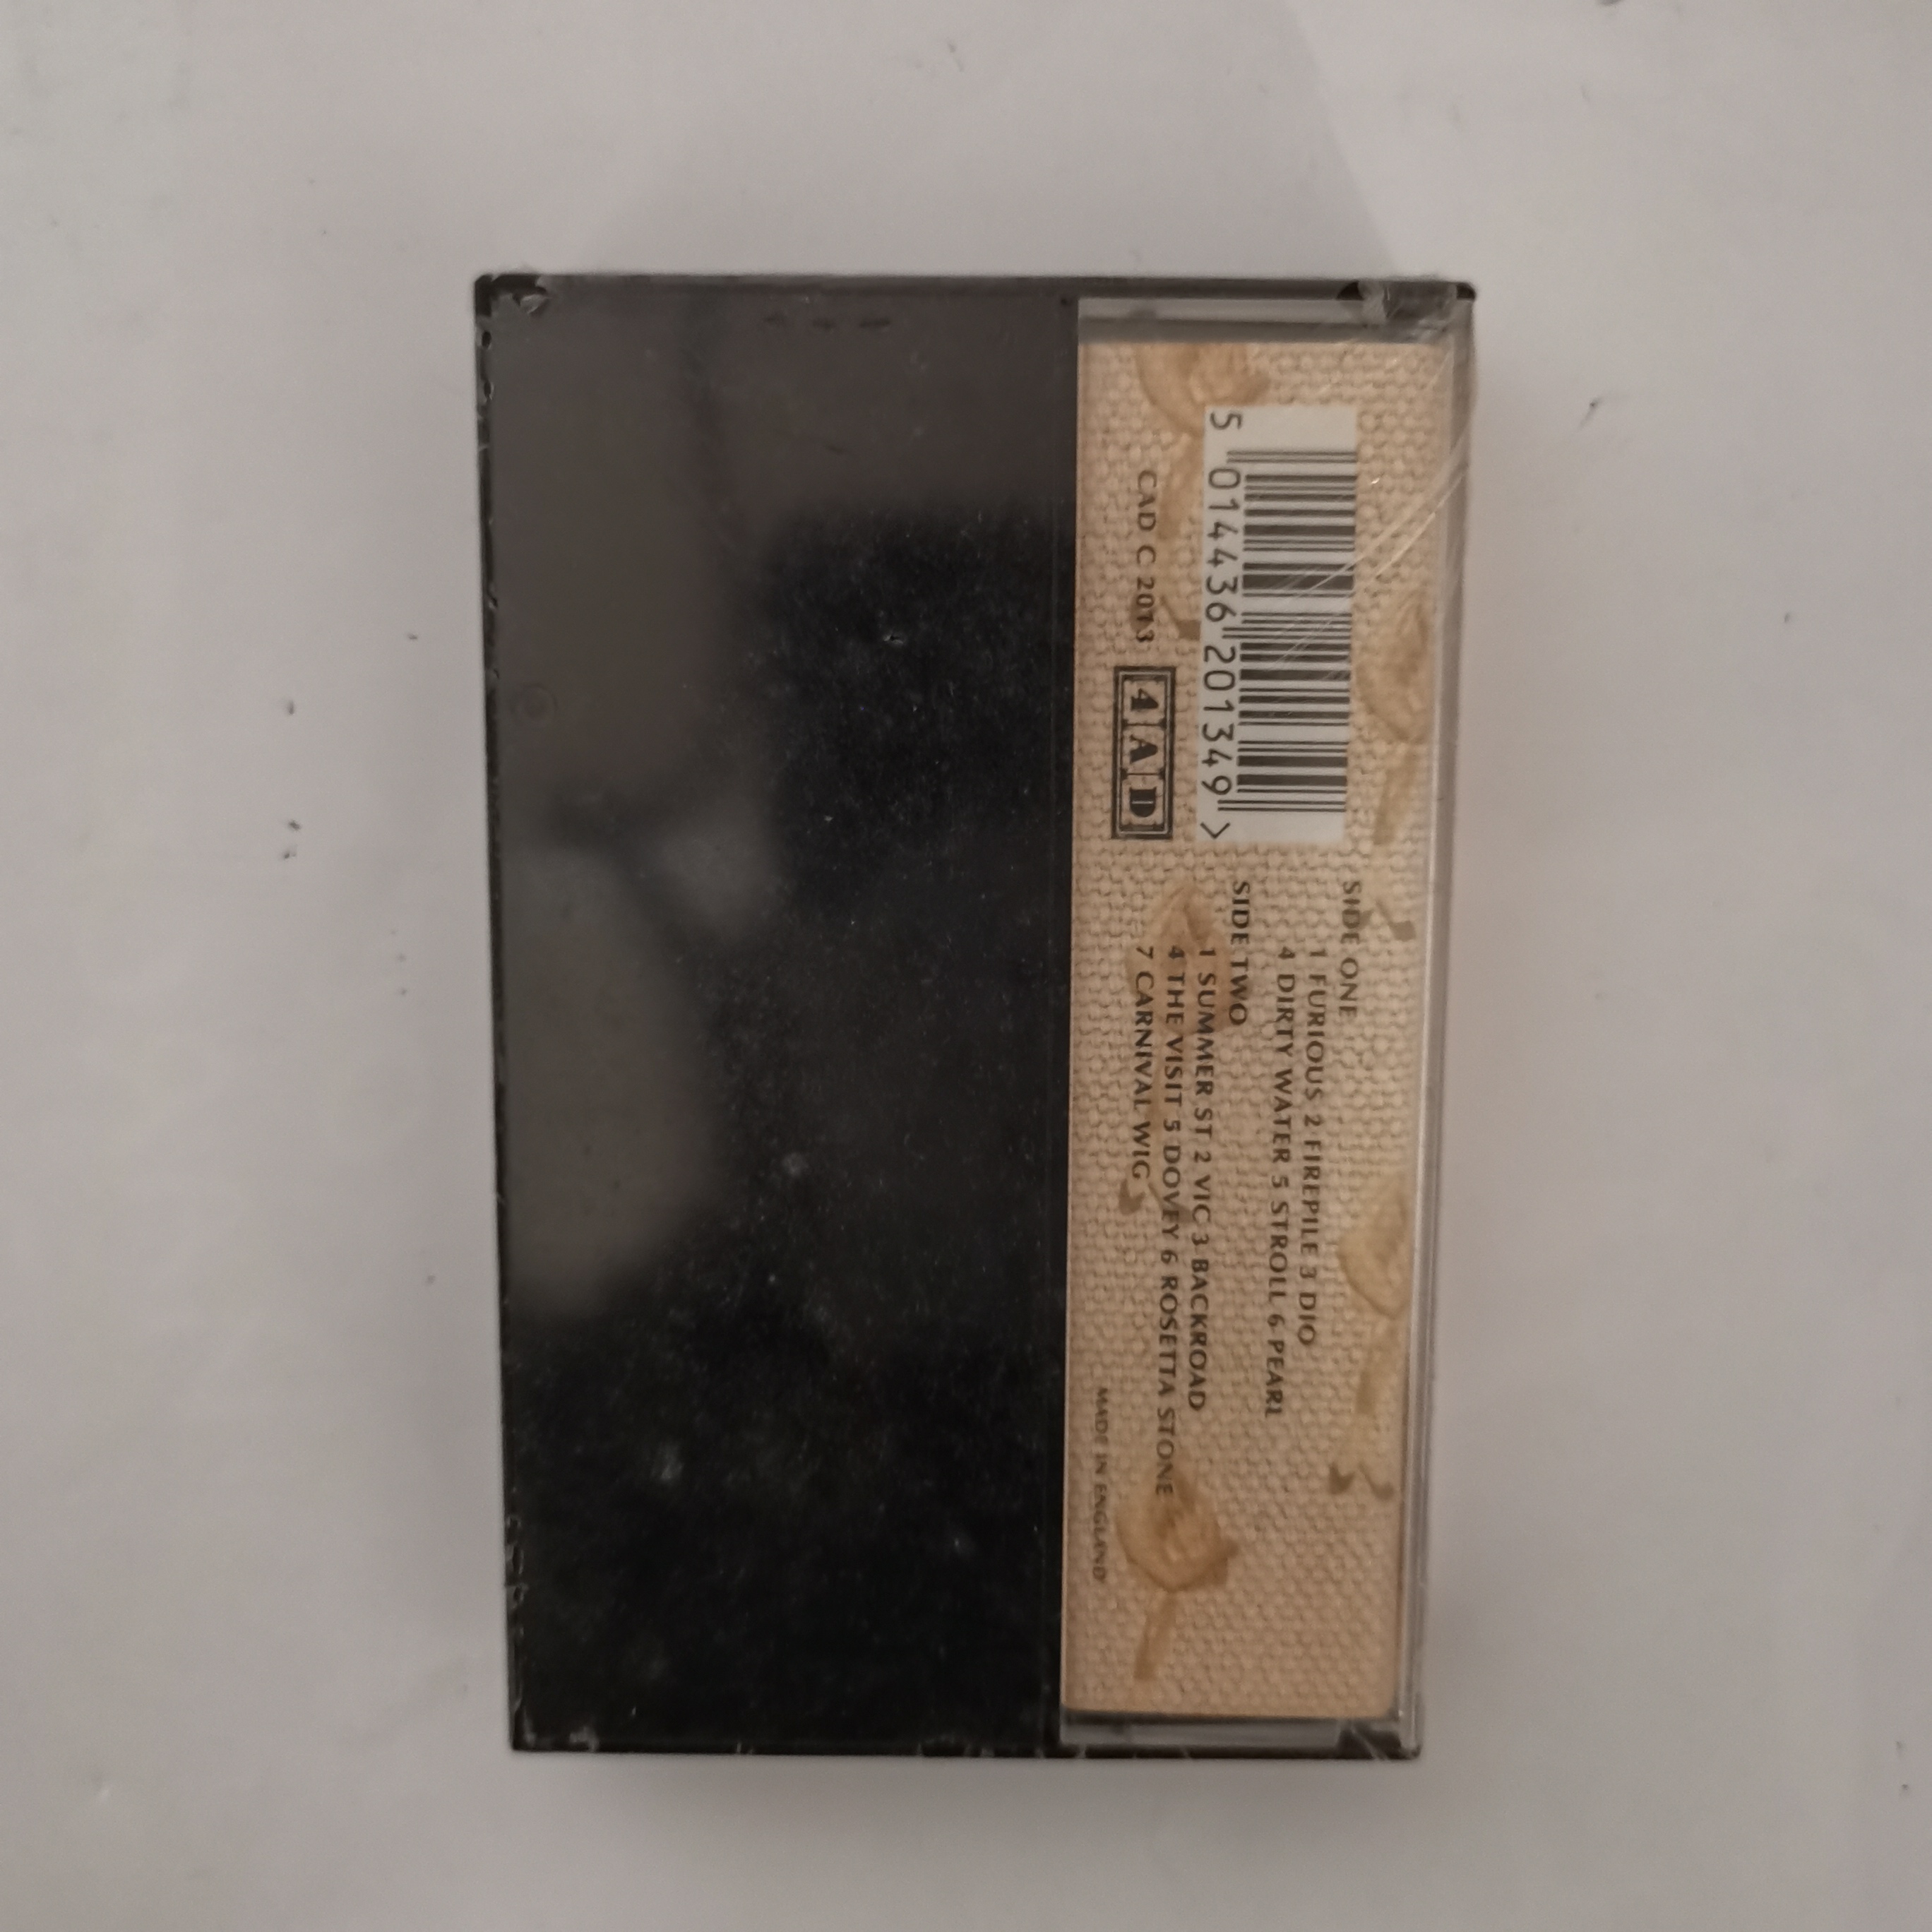 5 014436 201349 >
CAD C 2013
4AD
SIDE ONE
1 FURIOUS 2 FIREPILE 3 DIO
4 DIRTY WATER 5 STROLL 6 PEARL
SIDE TWO
1 SUMMER ST 2 VIC 3 BACKROAD
4 THE VISIT 5 DOVEY 6 ROSETTA STONE
7 CARNIVAL WIG
MADE IN ENGLAND